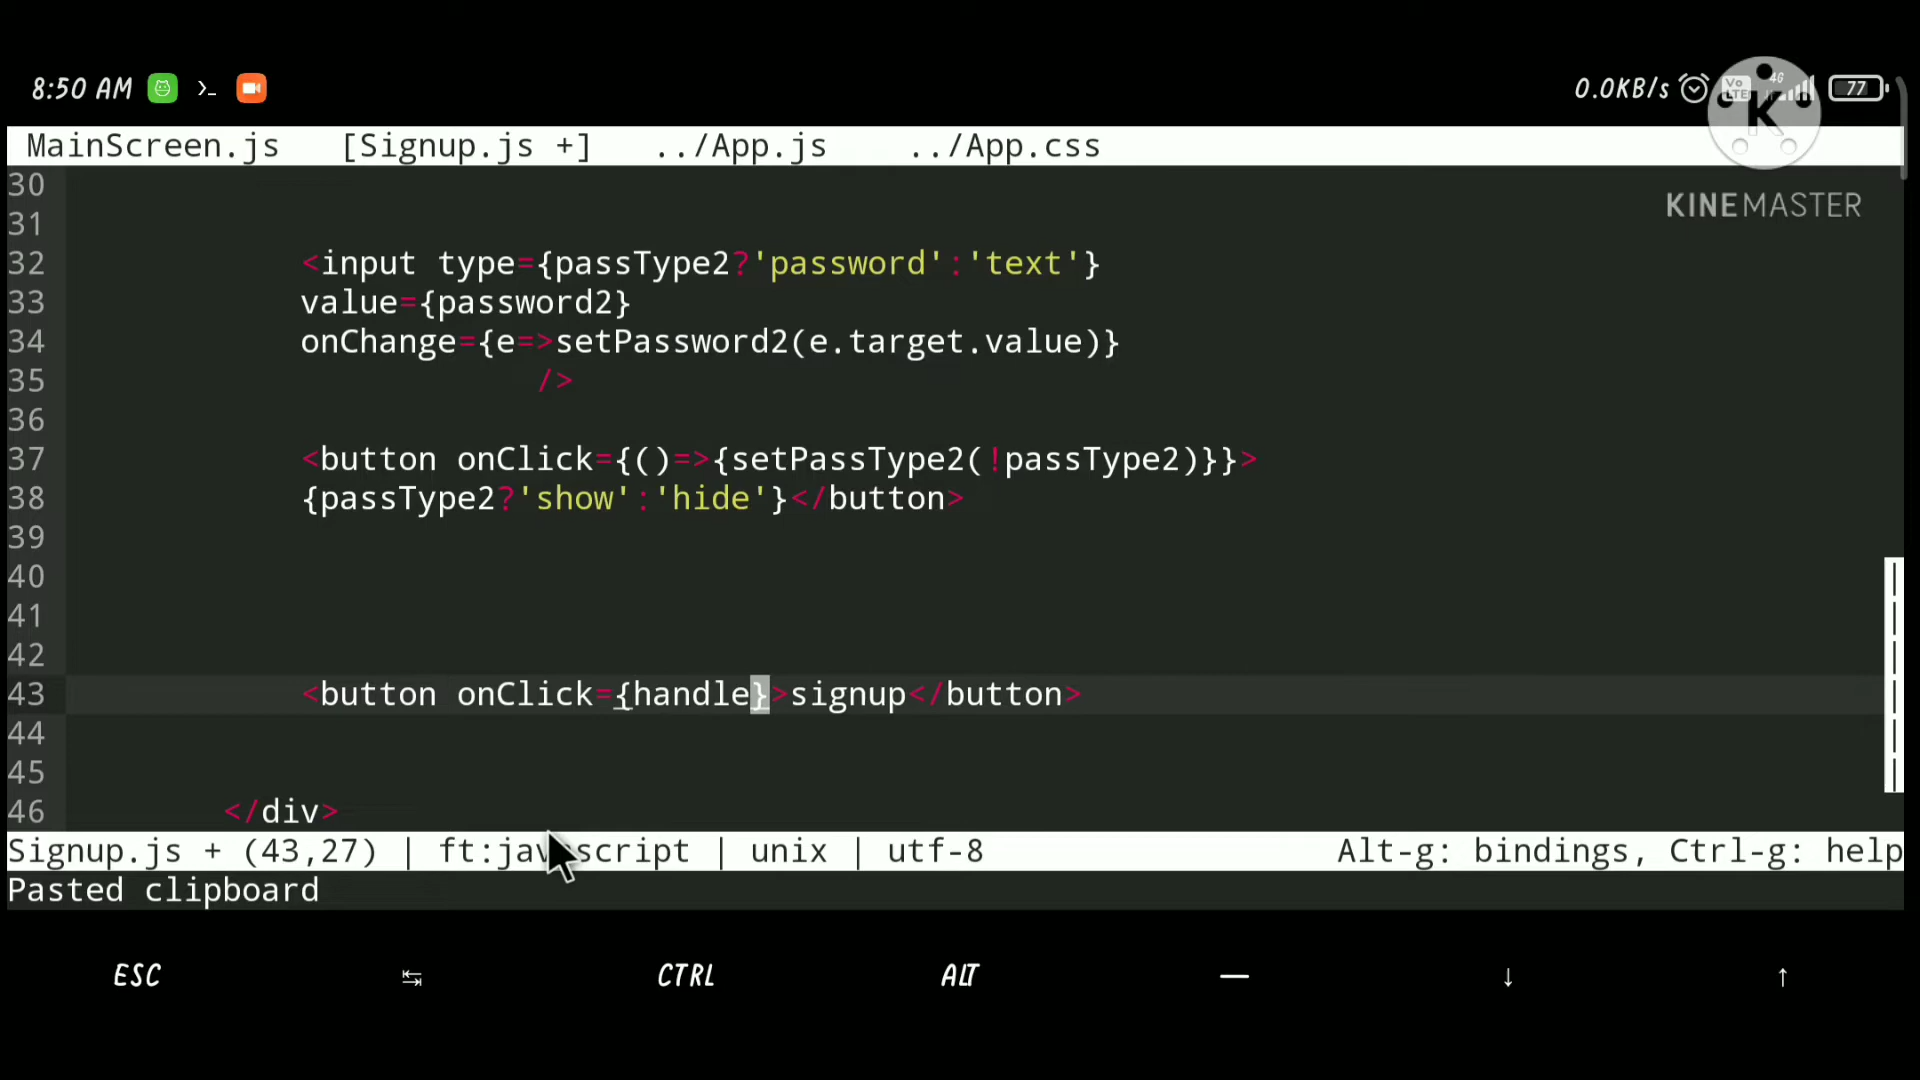 8:50 AM
0.0KB/s 4G 77
K
KINEMASTER
MainScreen.js [Signup.js +] ../App.js ../App.css
30
31
32 <input type={passType2?'password':'text'}
33 value={password2}
34 onChange={e=>setPassword2(e.target.value)}
35 />
36
37 <button onClick={()=>{setPassType2(!passType2)}}>
38 {passType2?'show':'hide'}</button>
39
40
41
42
43 <button onClick={handle}>signup</button>
44
45
46 </div>
Signup.js + (43,27) | ft:javascript | unix | utf-8 Alt-g: bindings, Ctrl-g: help
Pasted clipboard
ESC ↹ CTRL ALT — ↓ ↑